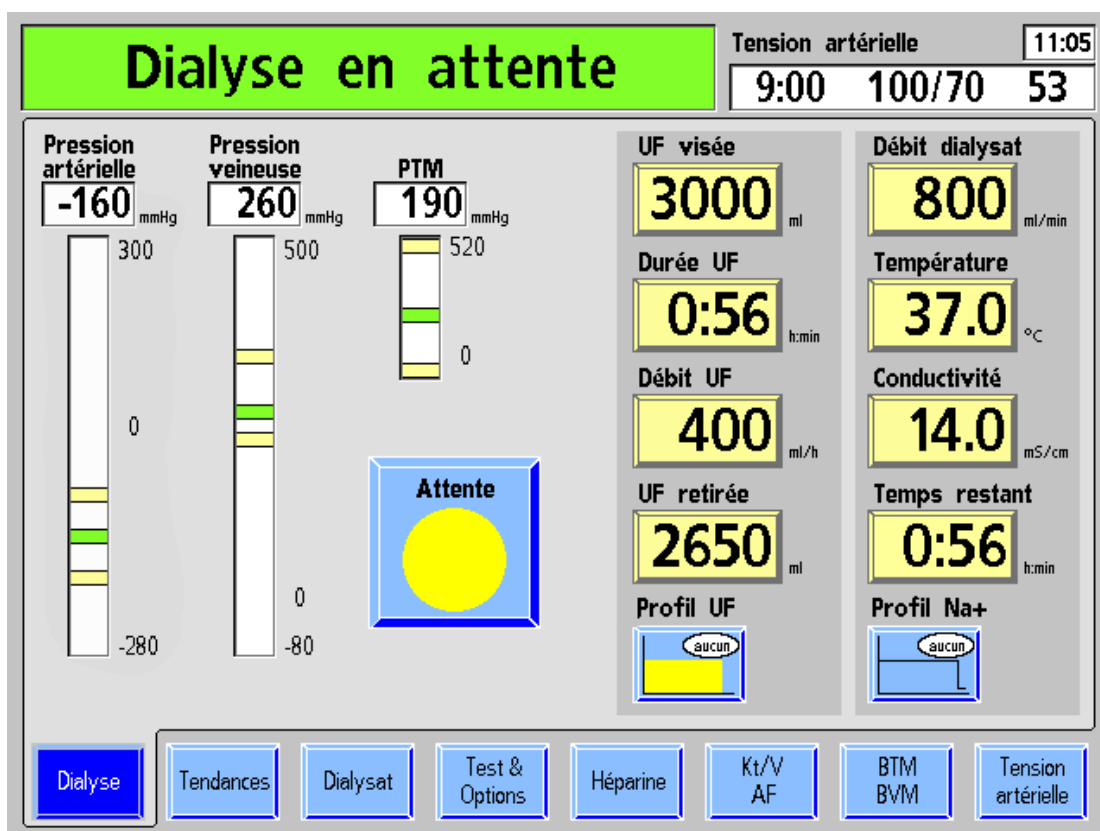 Dialyse en attente
Tension artérielle
11:05
9:00 100/70 53
Pression
artérielle
-160 mmHg
300
0
-280
Pression
veineuse
260 mmHg
500
0
-80
PTM
190 mmHg
520
0
Attente
UF visée
3000 ml
Durée UF
0:56 h:min
Débit UF
400 ml/h
UF retirée
2650 ml
Profil UF
aucun
Débit dialysat
800 ml/min
Température
37.0 °C
Conductivité
14.0 mS/cm
Temps restant
0:56 h:min
Profil Na+
aucun
Dialyse
Tendances
Dialysat
Test &
Options
Héparine
Kt/V
AF
BTM
BVM
Tension
artérielle